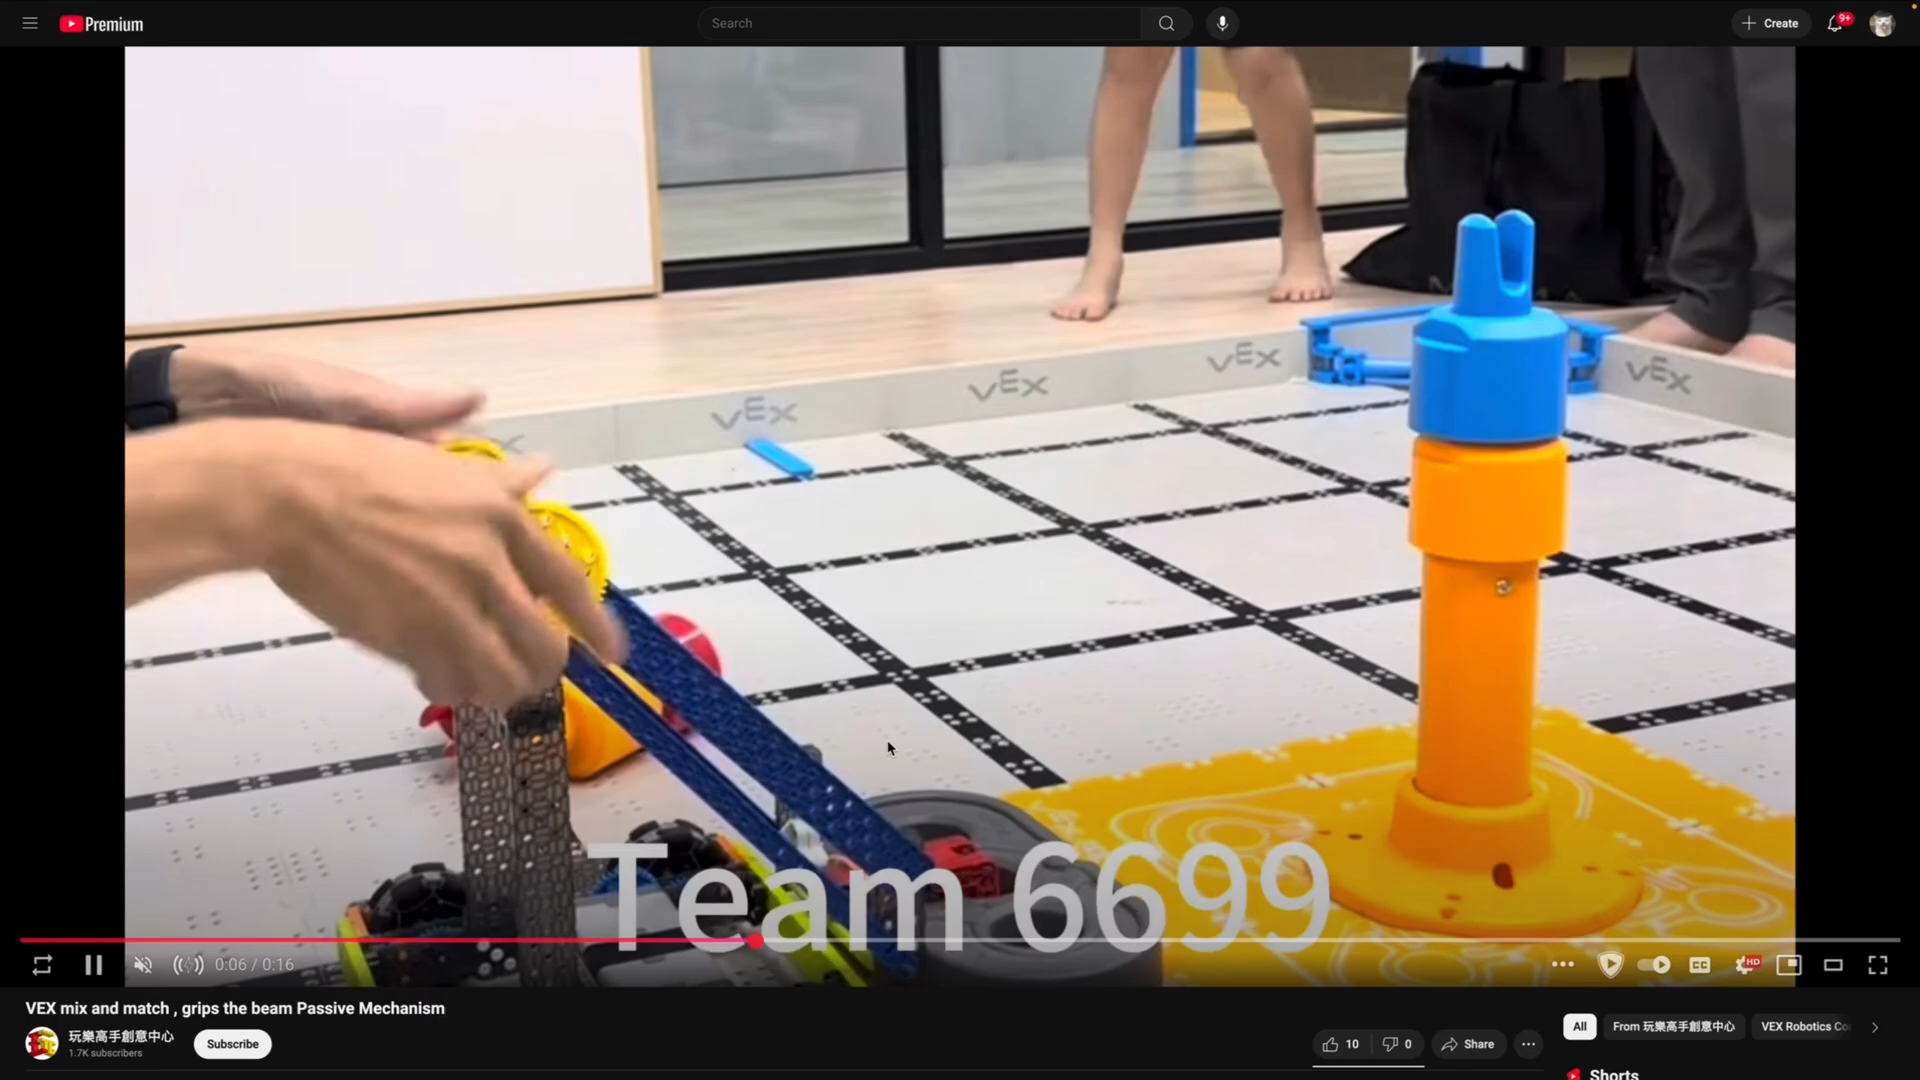 Premium
Search
Create
9+
VEX
VEX
VEX
VEX
Team 6699
0:06 / 0:16
CC
HD
VEX mix and match , grips the beam Passive Mechanism
玩樂高手創意中心
1.7K subscribers
Subscribe
10
0
Share
All
From 玩樂高手創意中心
VEX Robotics Co
Shorts